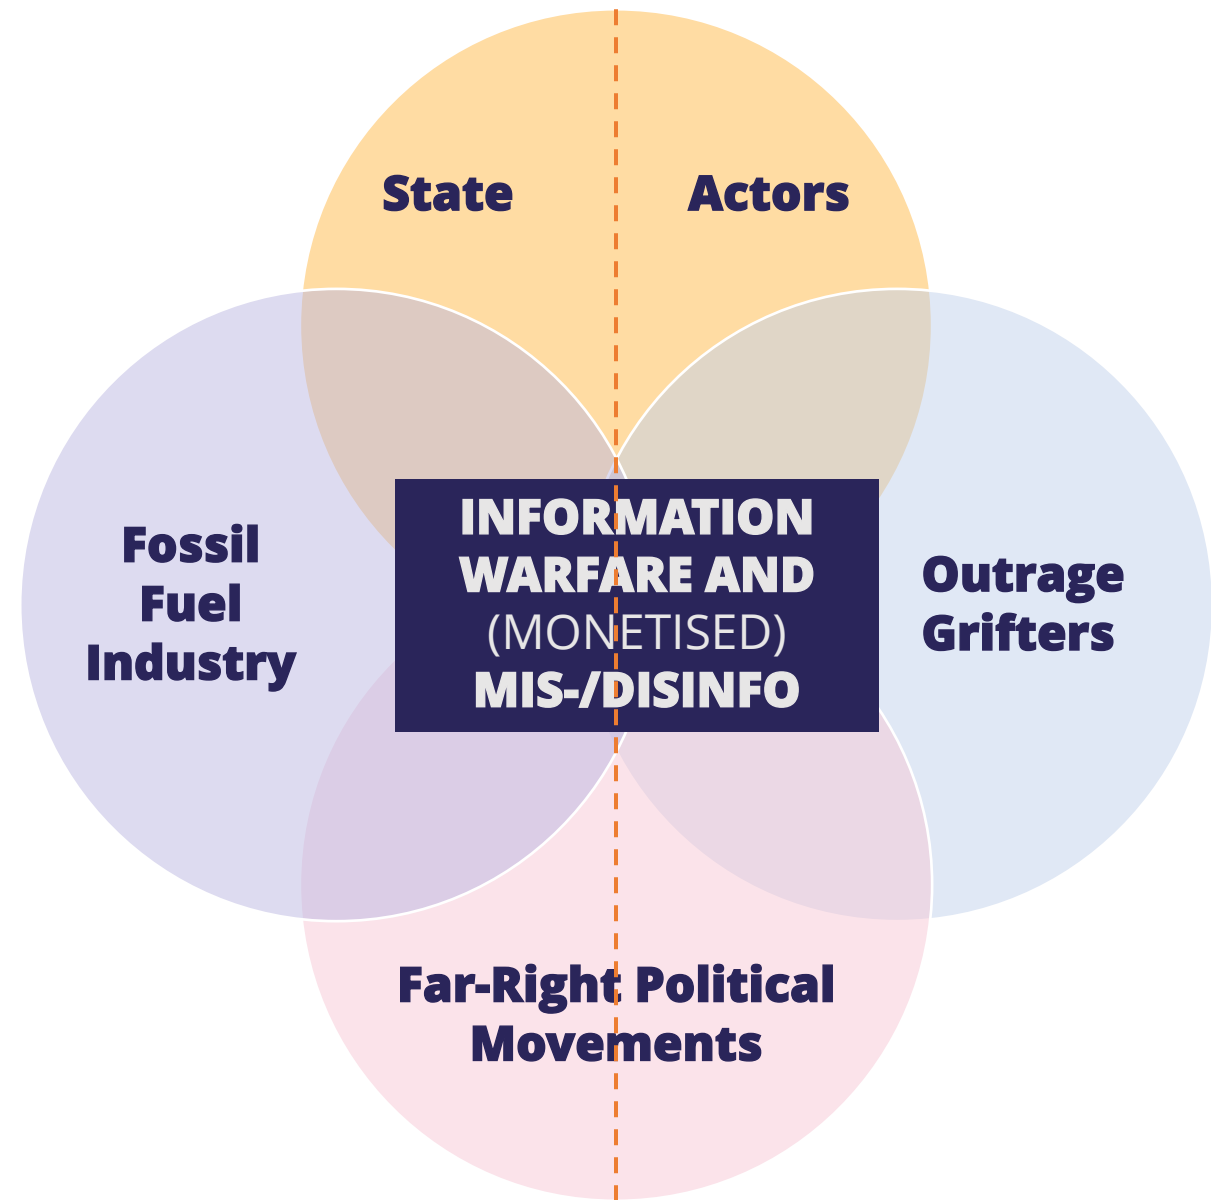 State Actors
Fossil
Fuel
Industry
INFORMATION
WARFARE AND
(MONETISED)
MIS-/DISINFO
Outrage
Grifters
Far-Right Political
Movements